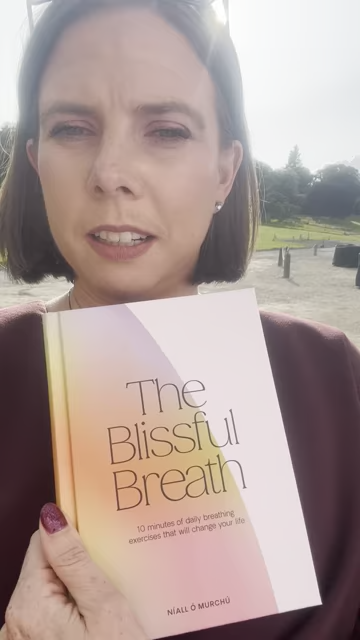 The
Blissful
Breath
10 minutes of daily breathing
exercises that will change your life
NÍALL Ó MURCHÚ